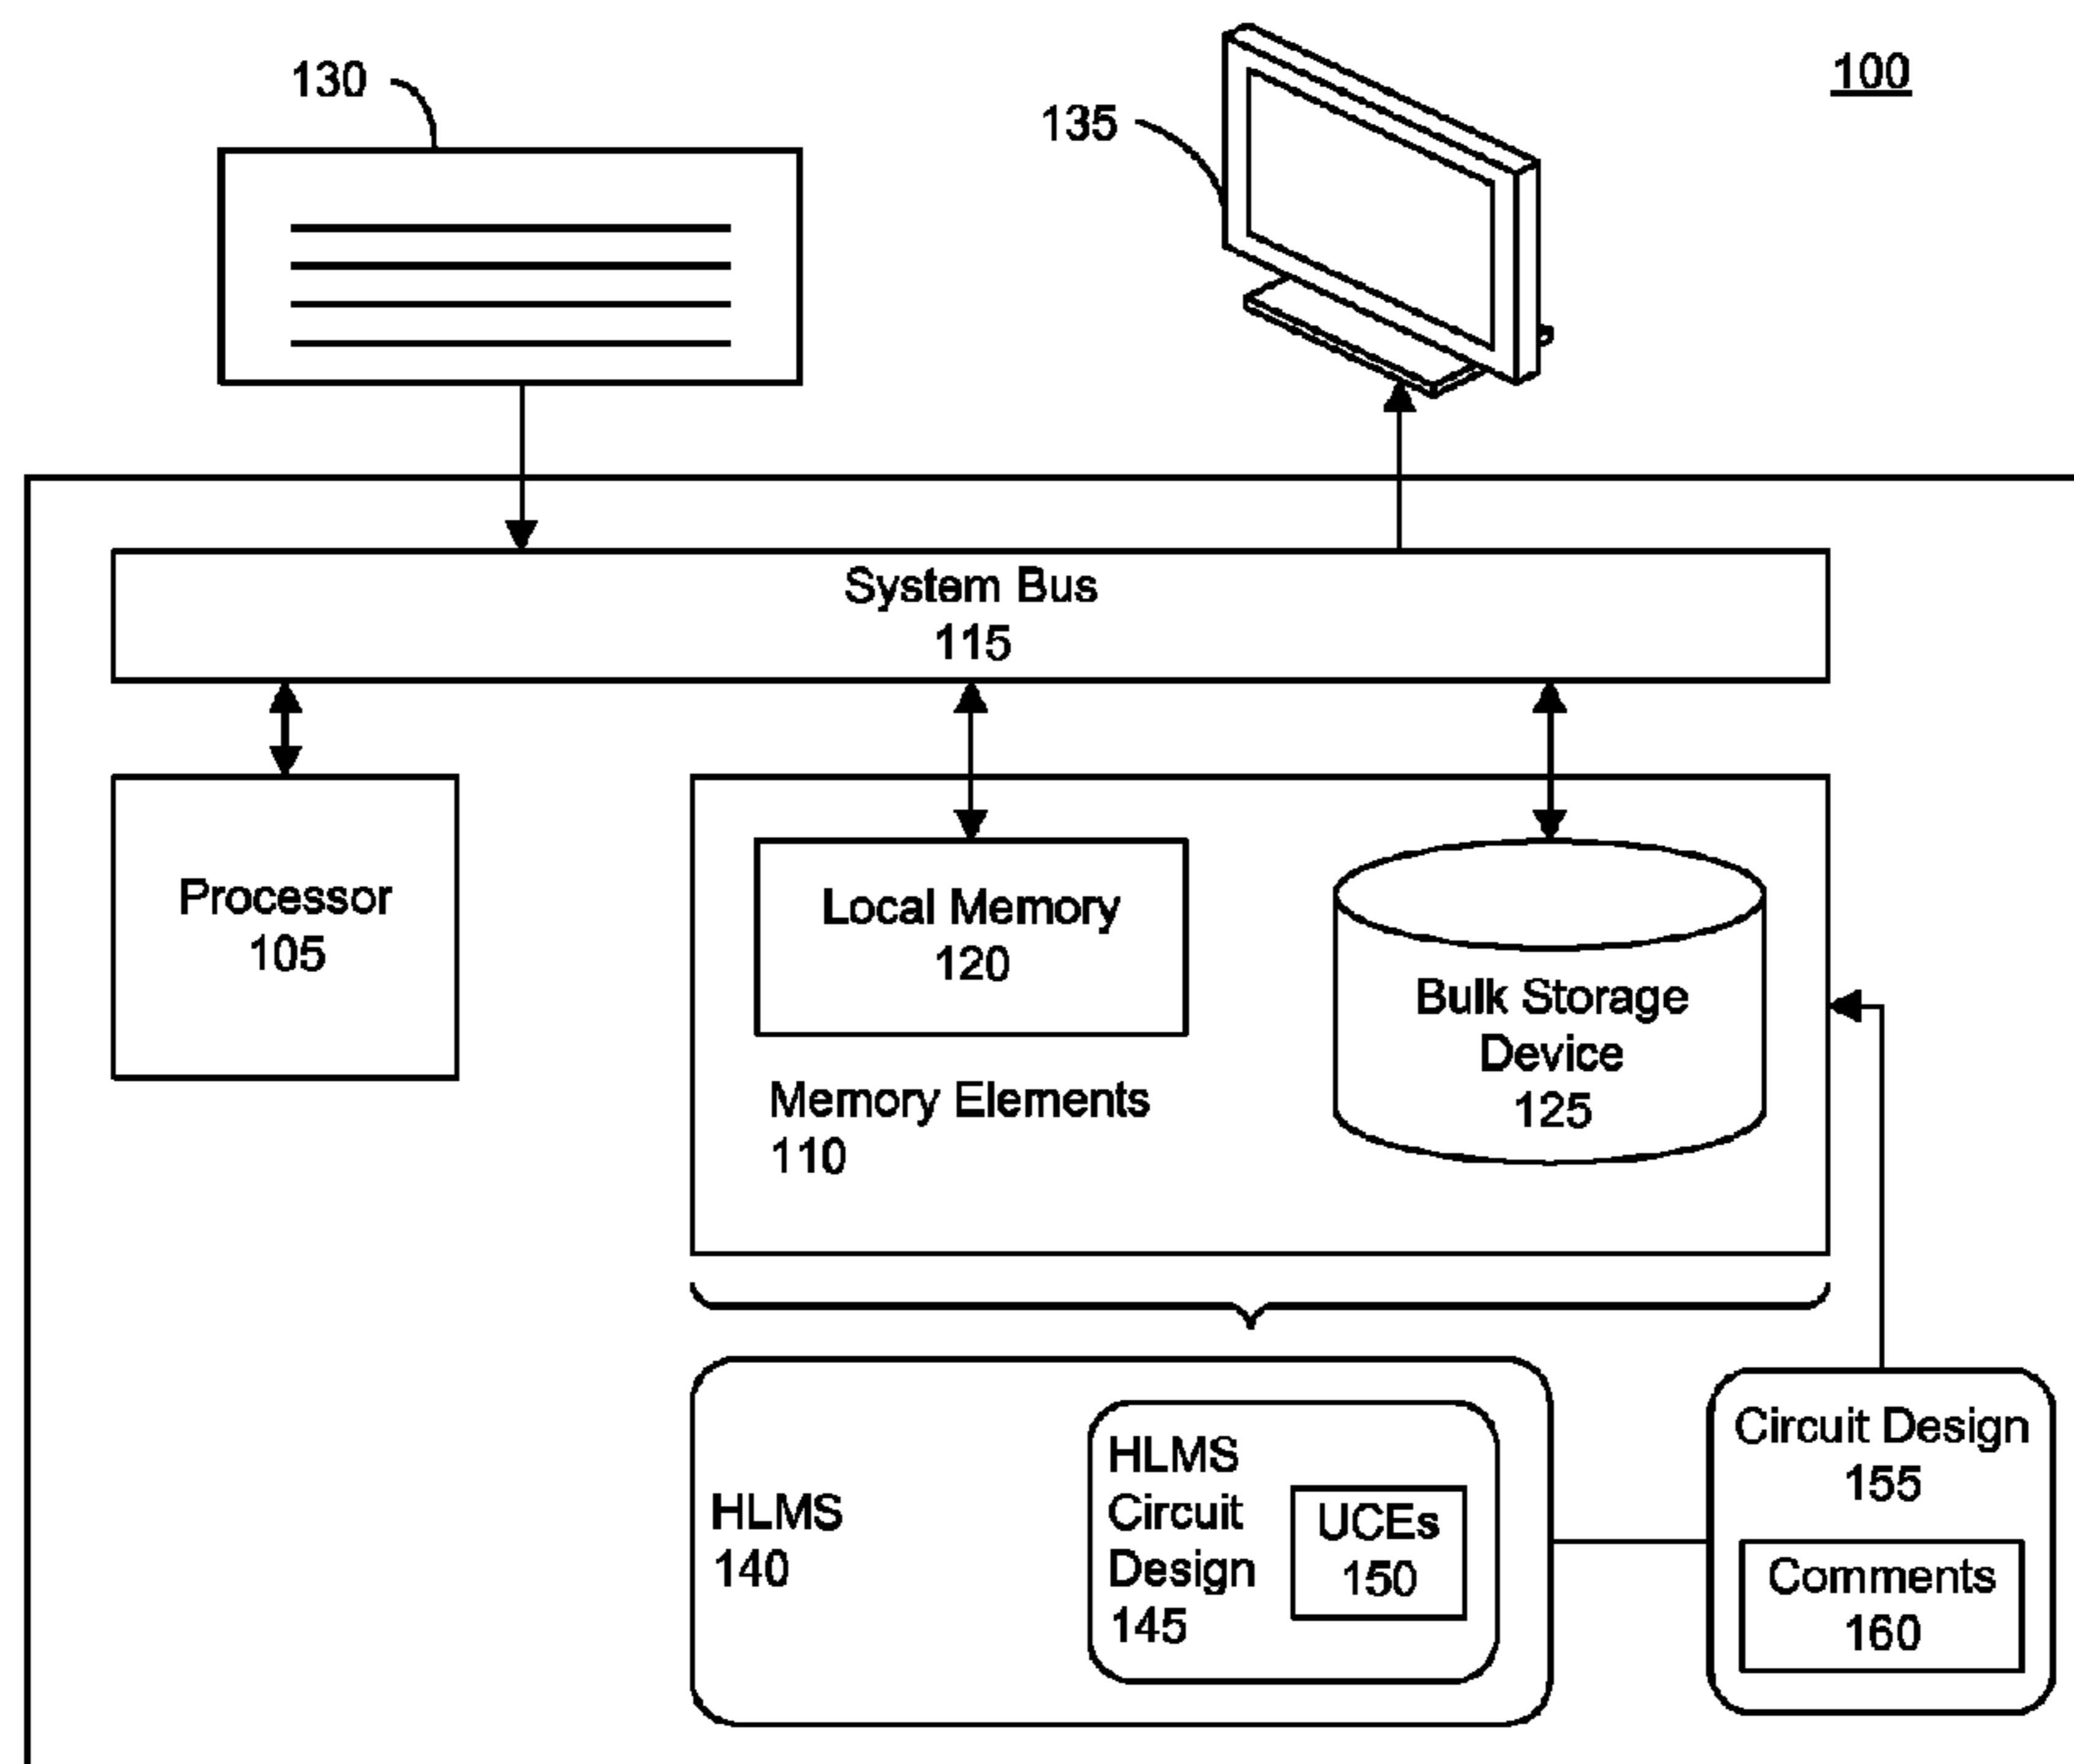 130
135
100
System Bus
115
Processor
105
Local Memory
120
Bulk Storage
Device
125
Memory Elements
110
HLMS
140
HLMS
Circuit
Design
145
UCEs
150
Circuit Design
155
Comments
160